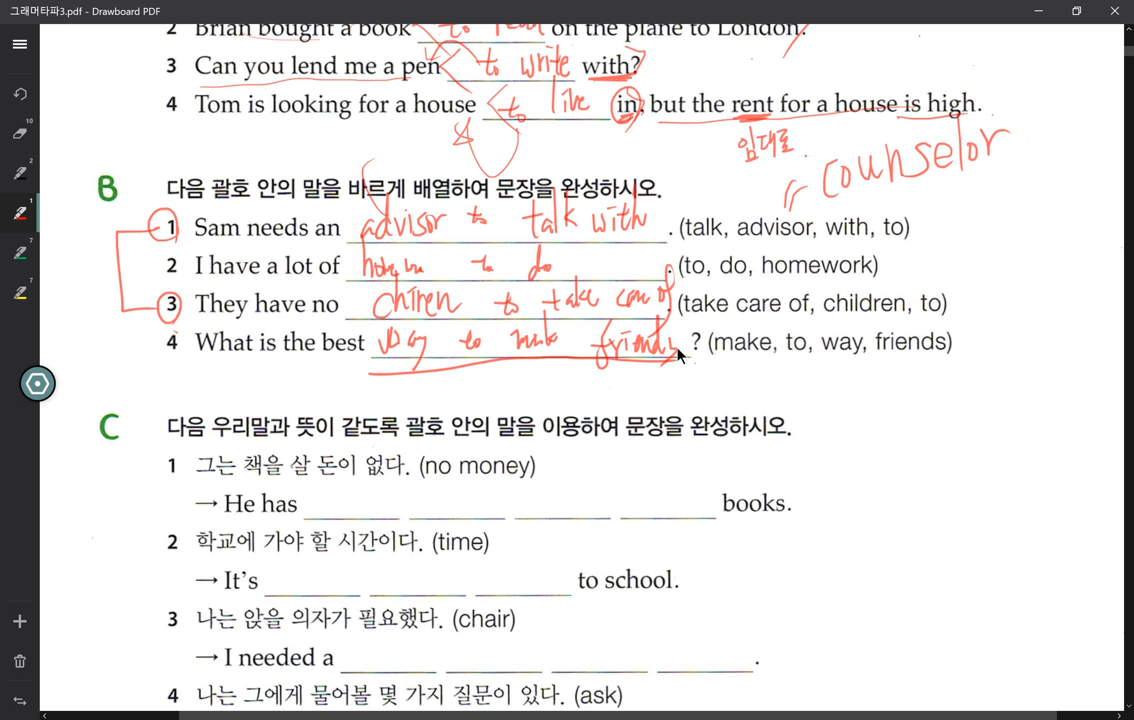 그래머타파3.pdf - Drawboard PDF
2 Brian bought a book to read on the plane to London.
3 Can you lend me a pen to write with?
4 Tom is looking for a house to live in, but the rent for a house is high.
임대료.
counselor
B 다음 괄호 안의 말을 바르게 배열하여 문장을 완성하시오.
1 Sam needs an advisor to talk with. (talk, advisor, with, to)
2 I have a lot of to do. (to, do, homework)
3 They have no chiren to take care of. (take care of, children, to)
4 What is the best way to make friends? (make, to, way, friends)
C 다음 우리말과 뜻이 같도록 괄호 안의 말을 이용하여 문장을 완성하시오.
1 그는 책을 살 돈이 없다. (no money)
→ He has books.
2 학교에 가야 할 시간이다. (time)
→ It's to school.
3 나는 앉을 의자가 필요했다. (chair)
→ I needed a .
4 나는 그에게 물어볼 몇 가지 질문이 있다. (ask)
10
2
1
7
7